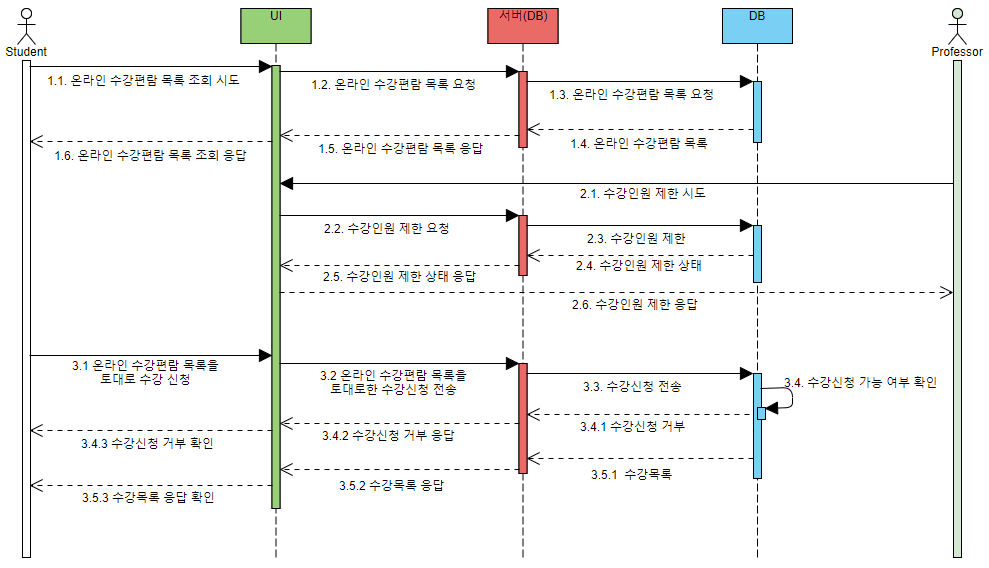 UI
서버(DB)
DB
Student
Professor
1.1. 온라인 수강편람 목록 조회 시도
1.2. 온라인 수강편람 목록 요청
1.3. 온라인 수강편람 목록 요청
1.4. 온라인 수강편람 목록
1.5. 온라인 수강편람 목록 응답
1.6. 온라인 수강편람 목록 조회 응답
2.1. 수강인원 제한 시도
2.2. 수강인원 제한 요청
2.3. 수강인원 제한
2.4. 수강인원 제한 상태
2.5. 수강인원 제한 상태 응답
2.6. 수강인원 제한 응답
3.1 온라인 수강편람 목록을
토대로 수강 신청
3.2 온라인 수강편람 목록을
토대로한 수강신청 전송
3.3. 수강신청 전송
3.4. 수강신청 가능 여부 확인
3.4.1 수강신청 거부
3.4.2 수강신청 거부 응답
3.4.3 수강신청 거부 확인
3.5.1 수강목록
3.5.2 수강목록 응답
3.5.3 수강목록 응답 확인